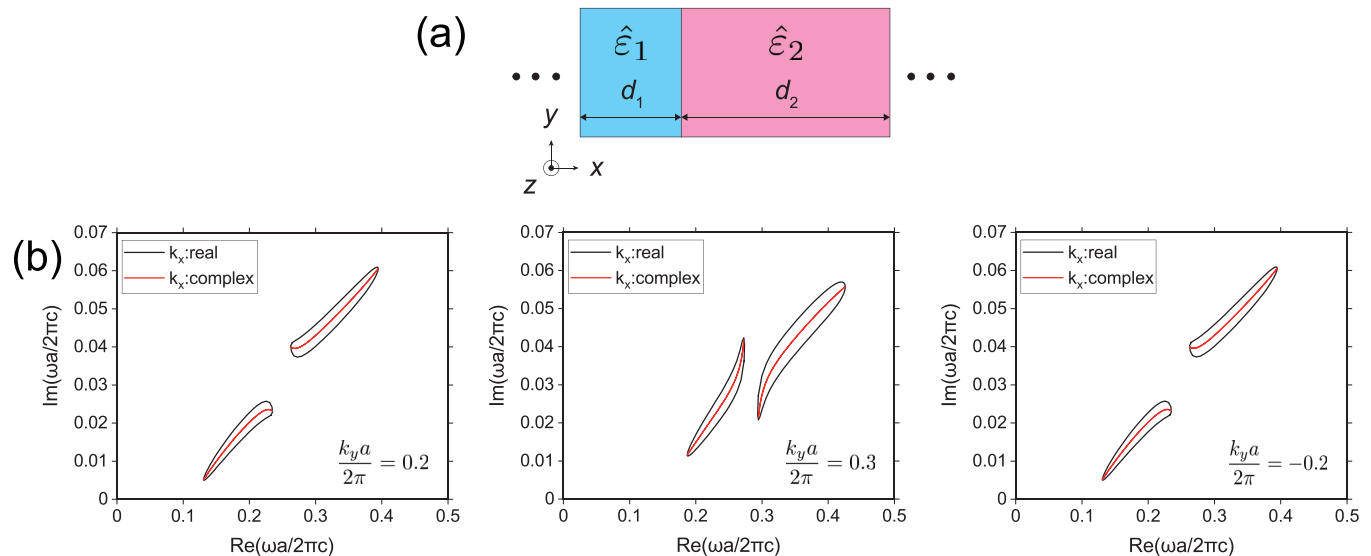 (a)
ε̂₁ ε̂₂
d₁ d₂
y
z x
(b)
0.07 0.06 0.05 0.04 0.03 0.02 0.01 0
Im(ωa/2πc)
kₓ:real
kₓ:complex
k_y a / 2π = 0.2
0 0.1 0.2 0.3 0.4 0.5
Re(ωa/2πc)
0.07 0.06 0.05 0.04 0.03 0.02 0.01 0
Im(ωa/2πc)
kₓ:real
kₓ:complex
k_y a / 2π = 0.3
0 0.1 0.2 0.3 0.4 0.5
Re(ωa/2πc)
0.07 0.06 0.05 0.04 0.03 0.02 0.01 0
Im(ωa/2πc)
kₓ:real
kₓ:complex
k_y a / 2π = −0.2
0 0.1 0.2 0.3 0.4 0.5
Re(ωa/2πc)